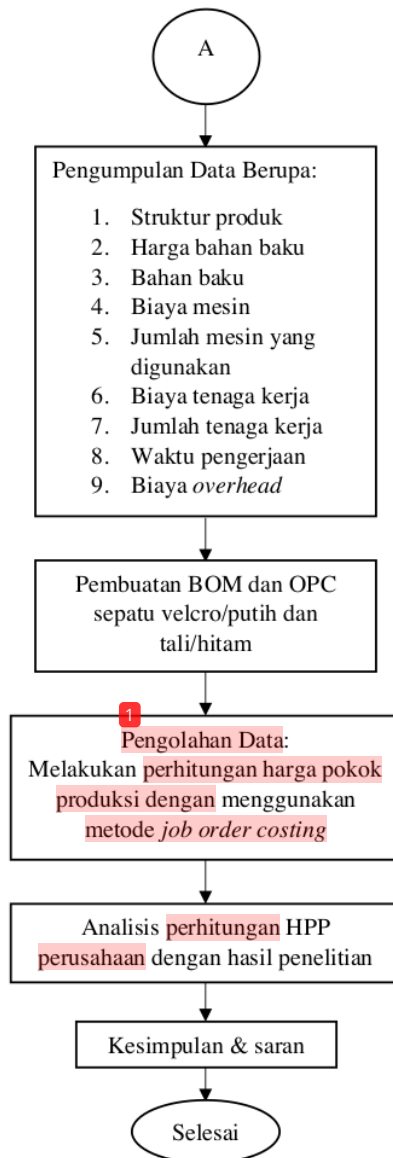 A
Pengumpulan Data Berupa:
1. Struktur produk
2. Harga bahan baku
3. Bahan baku
4. Biaya mesin
5. Jumlah mesin yang
digunakan
6. Biaya tenaga kerja
7. Jumlah tenaga kerja
8. Waktu pengerjaan
9. Biaya overhead
Pembuatan BOM dan OPC
sepatu velcro/putih dan
tali/hitam
1
Pengolahan Data:
Melakukan perhitungan harga pokok
produksi dengan menggunakan
metode job order costing
Analisis perhitungan HPP
perusahaan dengan hasil penelitian
Kesimpulan & saran
Selesai